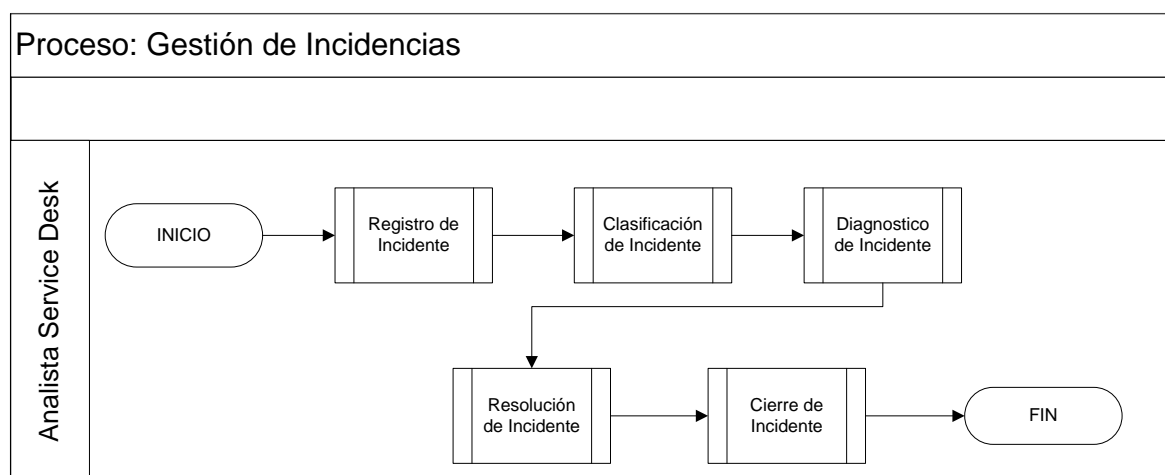 Proceso: Gestión de Incidencias
Analista Service Desk
INICIO
Registro de
Incidente
Clasificación
de Incidente
Diagnostico
de Incidente
Resolución
de Incidente
Cierre de
Incidente
FIN